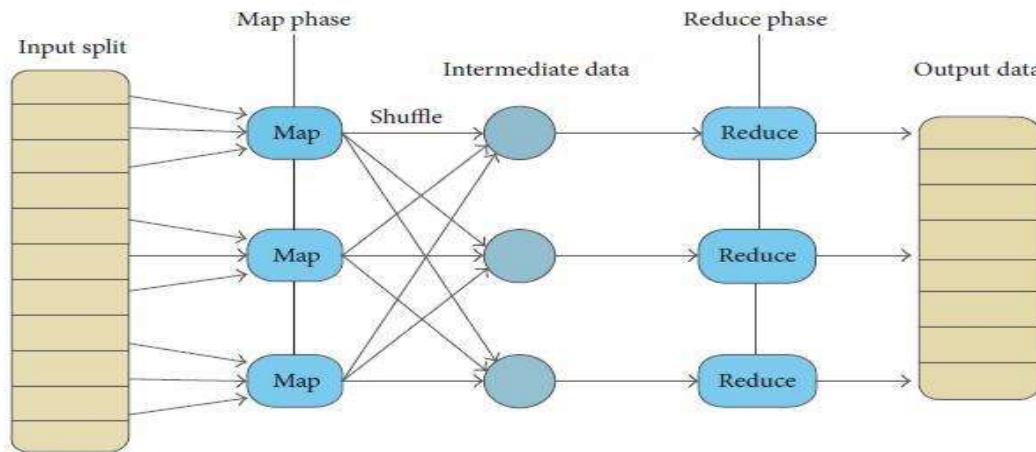 Map phase
Reduce phase
Input split
Intermediate data
Output data
Shuffle
Map
Reduce
Map
Reduce
Map
Reduce